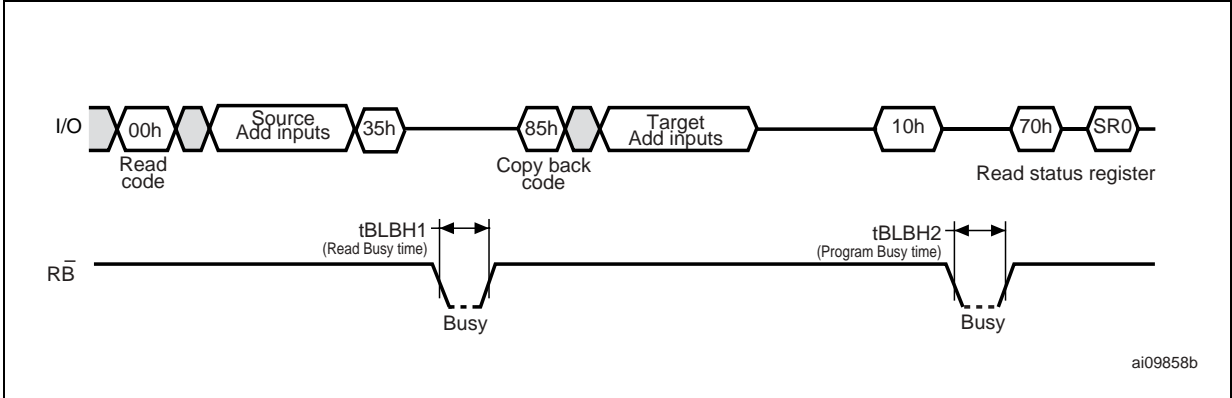 I/O
00h
Source
Add inputs
35h
85h
Target
Add inputs
10h
70h
SR0
Read
code
Copy back
code
Read status register
tBLBH1
(Read Busy time)
tBLBH2
(Program Busy time)
RB̅
Busy
Busy
ai09858b